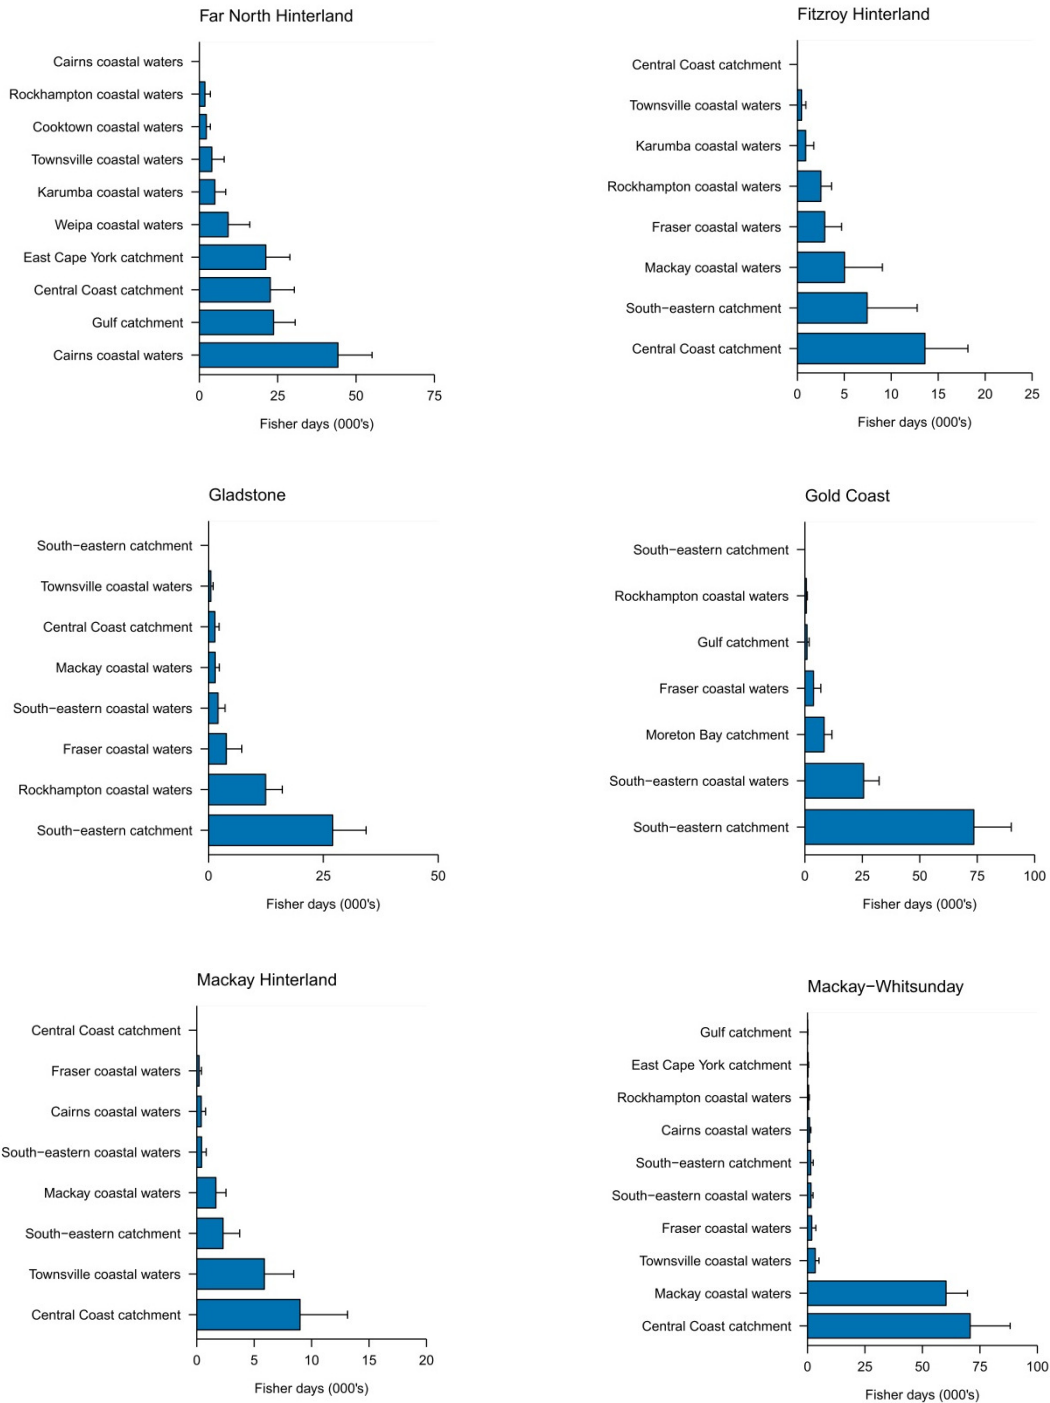 Far North Hinterland
Cairns coastal waters
Rockhampton coastal waters
Cooktown coastal waters
Townsville coastal waters
Karumba coastal waters
Weipa coastal waters
East Cape York catchment
Central Coast catchment
Gulf catchment
Cairns coastal waters
0 25 50 75
Fisher days (000's)
Fitzroy Hinterland
Central Coast catchment
Townsville coastal waters
Karumba coastal waters
Rockhampton coastal waters
Fraser coastal waters
Mackay coastal waters
South−eastern catchment
Central Coast catchment
0 5 10 15 20 25
Fisher days (000's)
Gladstone
South−eastern catchment
Townsville coastal waters
Central Coast catchment
Mackay coastal waters
South−eastern coastal waters
Fraser coastal waters
Rockhampton coastal waters
South−eastern catchment
0 25 50
Fisher days (000's)
Gold Coast
South−eastern catchment
Rockhampton coastal waters
Gulf catchment
Fraser coastal waters
Moreton Bay catchment
South−eastern coastal waters
South−eastern catchment
0 25 50 75 100
Fisher days (000's)
Mackay Hinterland
Central Coast catchment
Fraser coastal waters
Cairns coastal waters
South−eastern coastal waters
Mackay coastal waters
South−eastern catchment
Townsville coastal waters
Central Coast catchment
0 5 10 15 20
Fisher days (000's)
Mackay−Whitsunday
Gulf catchment
East Cape York catchment
Rockhampton coastal waters
Cairns coastal waters
South−eastern catchment
South−eastern coastal waters
Fraser coastal waters
Townsville coastal waters
Mackay coastal waters
Central Coast catchment
0 25 50 75 100
Fisher days (000's)